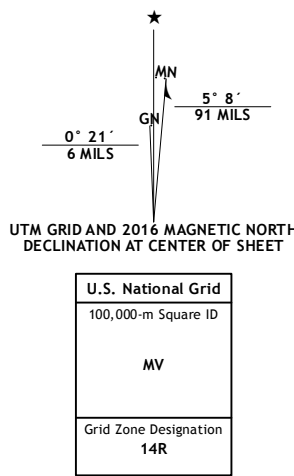 ★
MN
GN
5° 8´
91 MILS
0° 21´
6 MILS
UTM GRID AND 2016 MAGNETIC NORTH
DECLINATION AT CENTER OF SHEET
U.S. National Grid
100,000-m Square ID
MV
Grid Zone Designation
14R